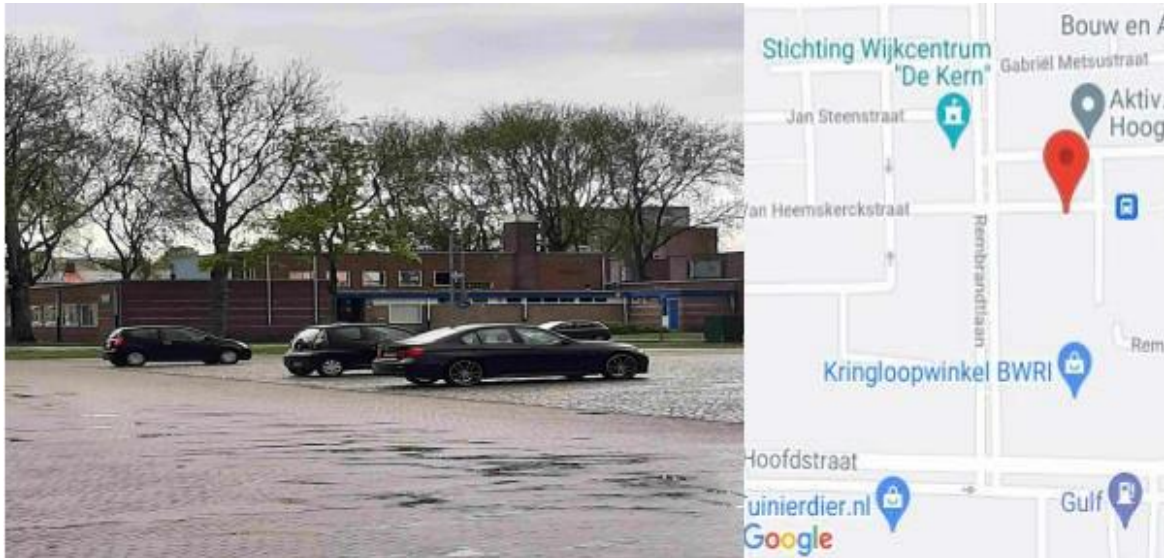 Bouw en A
Stichting Wijkcentrum
"De Kern"
Gabriël Metsustraat
Aktiv
Hoog
Jan Steenstraat
Van Heemskerckstraat
Rembrandtlaan
Rem
Kringloopwinkel BWRI
Hoofdstraat
uinierdier.nl
Gulf
Google